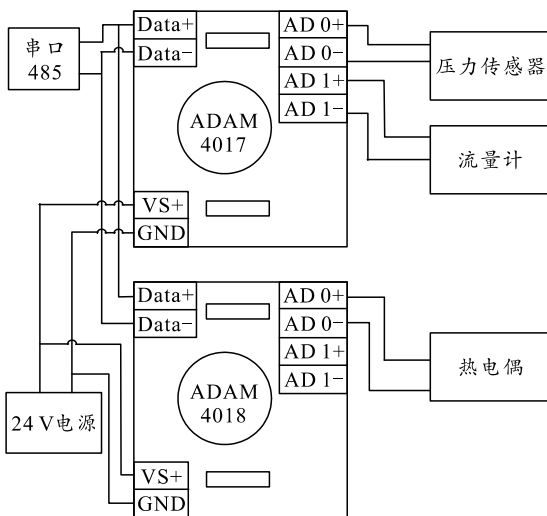 串口
485
Data+
Data−
AD 0+
AD 0−
AD 1+
AD 1−
ADAM
4017
VS+
GND
压力传感器
流量计
Data+
Data−
AD 0+
AD 0−
AD 1+
AD 1−
ADAM
4018
VS+
GND
热电偶
24 V电源